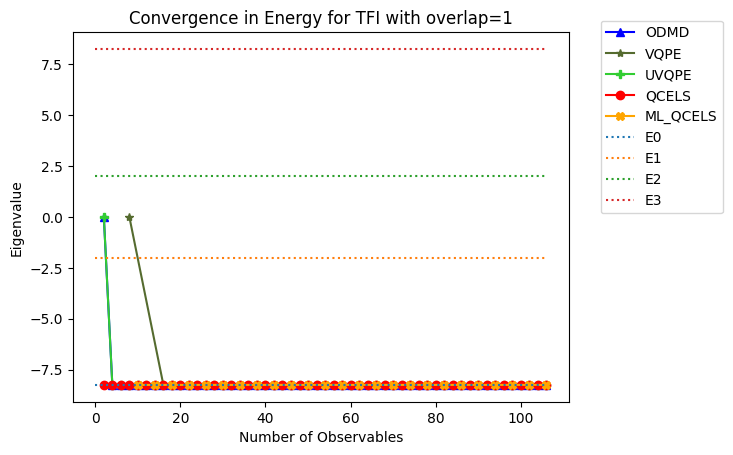 Convergence in Energy for TFI with overlap=1
Eigenvalue
7.5
5.0
2.5
0.0
−2.5
−5.0
−7.5
0
20
40
60
80
100
Number of Observables
ODMD
VQPE
UVQPE
QCELS
ML_QCELS
E0
E1
E2
E3